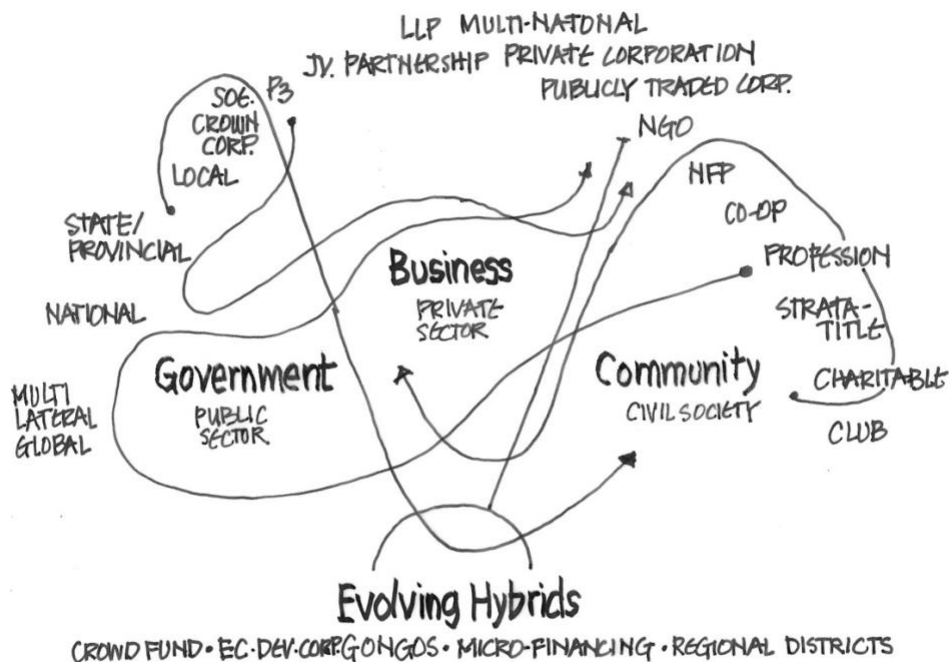 LLP MULTI-NATONAL
JV. PARTNERSHIP PRIVATE CORPORATION
PUBLICLY TRADED CORP.
SOE. P3
CROWN
CORP.
LOCAL
STATE/
PROVINCIAL
NATIONAL
MULTI
LATERAL
GLOBAL
Government
PUBLIC
SECTOR
Business
PRIVATE
SECTOR
NGO
NFP
CO-OP
PROFESSION
STRATA-
TITLE
CHARITABLE
CLUB
Community
CIVIL SOCIETY
Evolving Hybrids
CROWD FUND • EC. DEV. CORP. GONGOS • MICRO-FINANCING • REGIONAL DISTRICTS